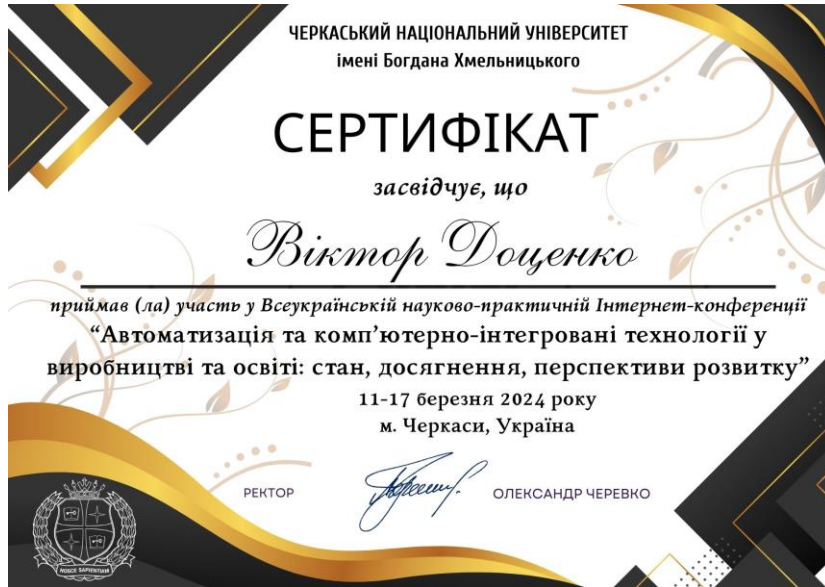 ЧЕРКАСЬКИЙ НАЦІОНАЛЬНИЙ УНІВЕРСИТЕТ
імені Богдана Хмельницького
СЕРТИФІКАТ
засвідчує, що
Віктор Доценко
приймав (ла) участь у Всеукраїнській науково-практичній Інтернет-конференції
“Автоматизація та комп’ютерно-інтегровані технології у
виробництві та освіті: стан, досягнення, перспективи розвитку”
11-17 березня 2024 року
м. Черкаси, Україна
РЕКТОР
ОЛЕКСАНДР ЧЕРЕВКО
NOSCE SAPIENTIAM